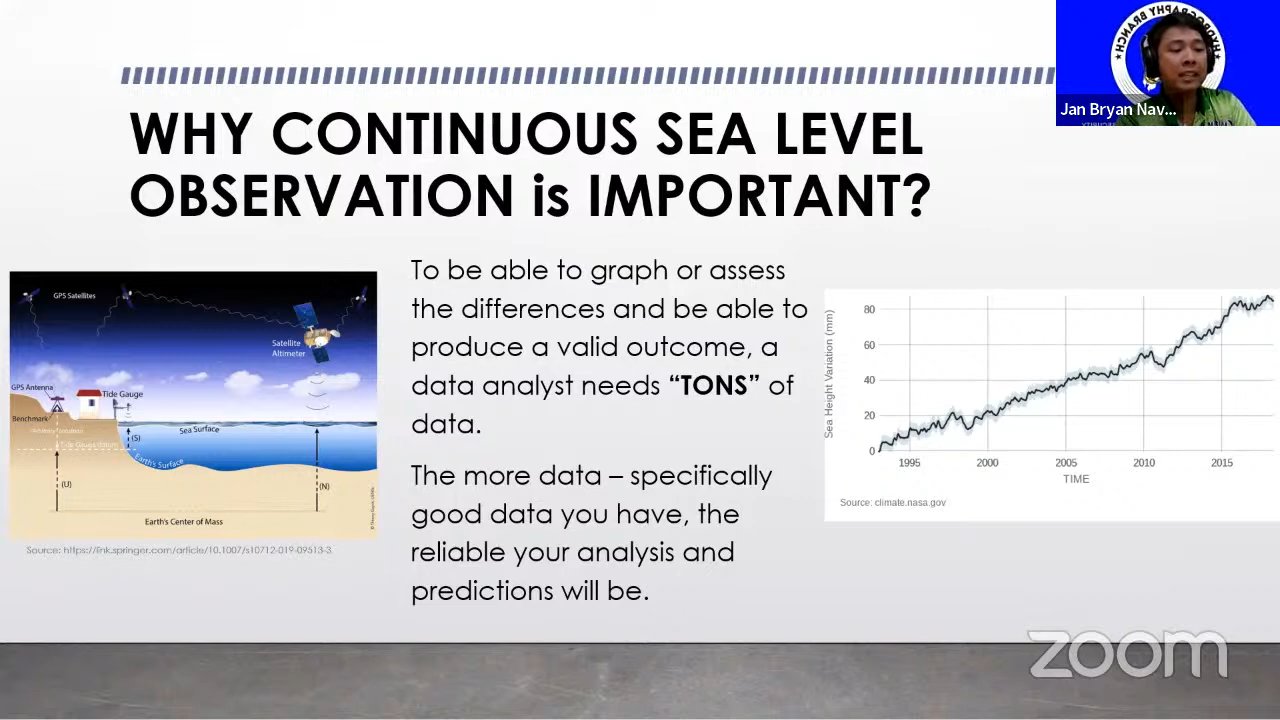 HYDROGRAPHY BRANCH
Jan Bryan Nav...
WHY CONTINUOUS SEA LEVEL
OBSERVATION is IMPORTANT?
GPS Satellites
Satellite
Altimeter
GPS Antenna
Tide Gauge
Benchmark
Tide Gauge datum
(S)
Sea Surface
Earth's Surface
(U)
(N)
Earth's Center of Mass
Source: https://link.springer.com/article/10.1007/s10712-019-09513-3
To be able to graph or assess
the differences and be able to
produce a valid outcome, a
data analyst needs “TONS” of
data.
The more data – specifically
good data you have, the
reliable your analysis and
predictions will be.
Sea Height Variation (mm)
80
60
40
20
0
1995
2000
2005
2010
2015
TIME
Source: climate.nasa.gov
zoom